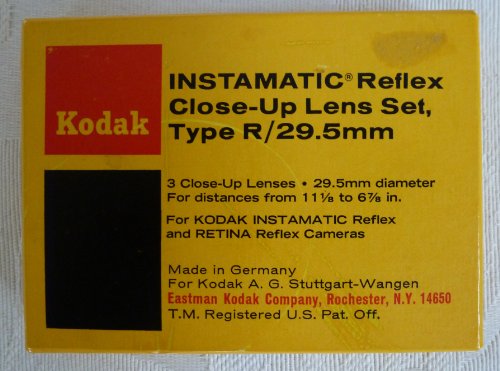 Kodak
INSTAMATIC® Reflex
Close-Up Lens Set,
Type R/29.5mm
3 Close-Up Lenses • 29.5mm diameter
For distances from 11⅛ to 6⅞ in.
For KODAK INSTAMATIC Reflex
and RETINA Reflex Cameras
Made in Germany
For Kodak A. G. Stuttgart-Wangen
Eastman Kodak Company, Rochester, N.Y. 14650
T.M. Registered U.S. Pat. Off.